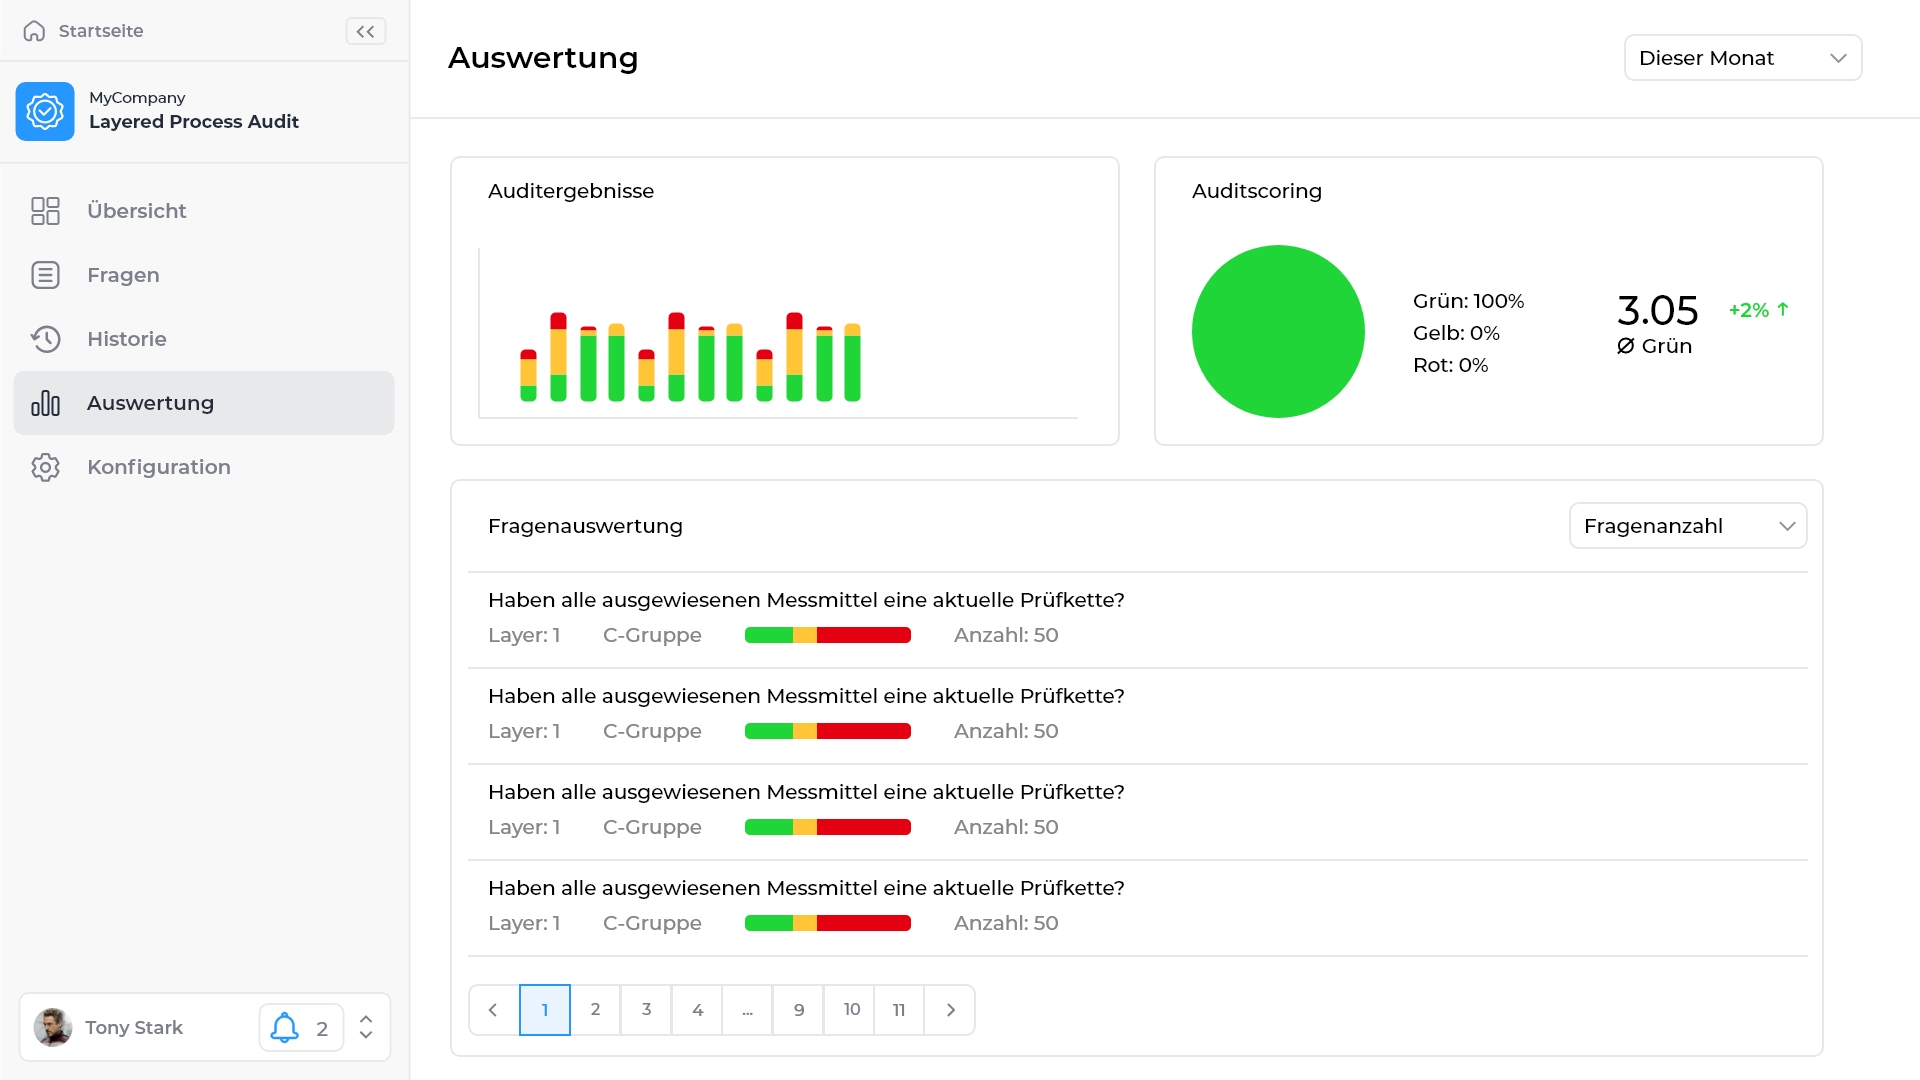 Startseite
MyCompany
Layered Process Audit
Übersicht
Fragen
Historie
Auswertung
Konfiguration
Tony Stark
2
Auswertung
Dieser Monat
Auditergebnisse
Auditscoring
Grün: 100%
Gelb: 0%
Rot: 0%
3.05
Ø Grün
+2% ↑
Fragenauswertung
Fragenanzahl
Haben alle ausgewiesenen Messmittel eine aktuelle Prüfkette?
Layer: 1 C-Gruppe Anzahl: 50
Haben alle ausgewiesenen Messmittel eine aktuelle Prüfkette?
Layer: 1 C-Gruppe Anzahl: 50
Haben alle ausgewiesenen Messmittel eine aktuelle Prüfkette?
Layer: 1 C-Gruppe Anzahl: 50
Haben alle ausgewiesenen Messmittel eine aktuelle Prüfkette?
Layer: 1 C-Gruppe Anzahl: 50
1 2 3 4 ... 9 10 11